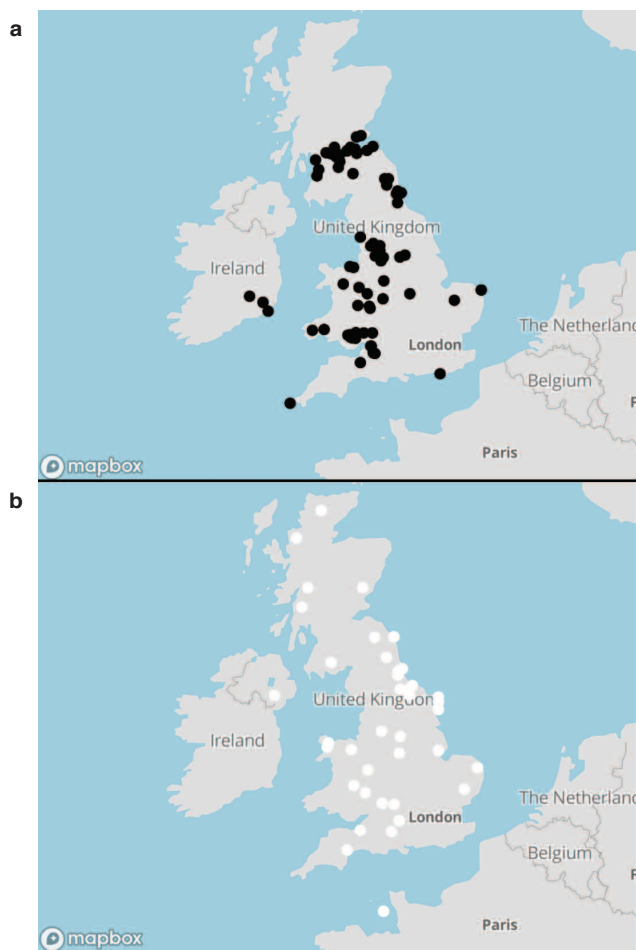 a
United Kingdom
Ireland
The Netherland
London
Belgium
F
Paris
mapbox
b
United Kingdom
Ireland
The Netherland
London
Belgium
F
Paris
mapbox